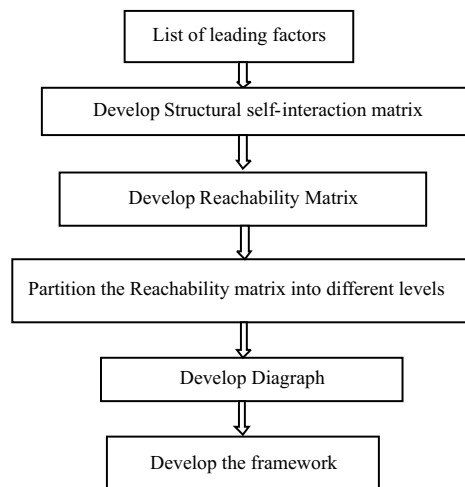 List of leading factors
Develop Structural self-interaction matrix
Develop Reachability Matrix
Partition the Reachability matrix into different levels
Develop Diagraph
Develop the framework